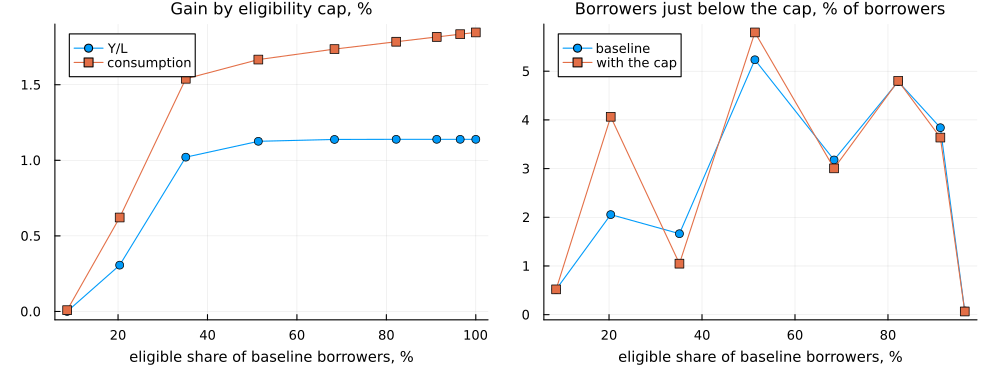 Gain by eligibility cap, %
Y/L
consumption
1.5
1.0
0.5
0.0
20
40
60
80
100
eligible share of baseline borrowers, %
Borrowers just below the cap, % of borrowers
baseline
with the cap
5
4
3
2
1
0
20
40
60
80
eligible share of baseline borrowers, %